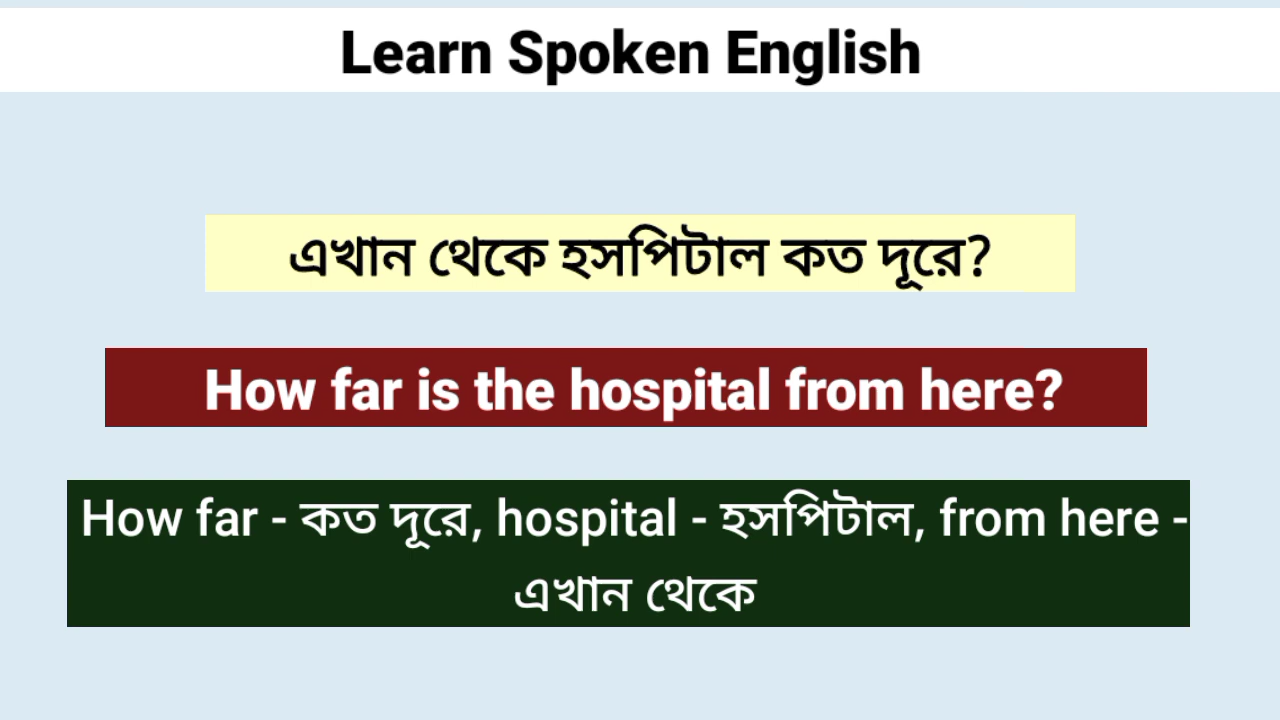 Learn Spoken English
এখান থেকে হসপিটাল কত দূরে?
How far is the hospital from here?
How far - কত দূরে, hospital - হসপিটাল, from here -
এখান থেকে